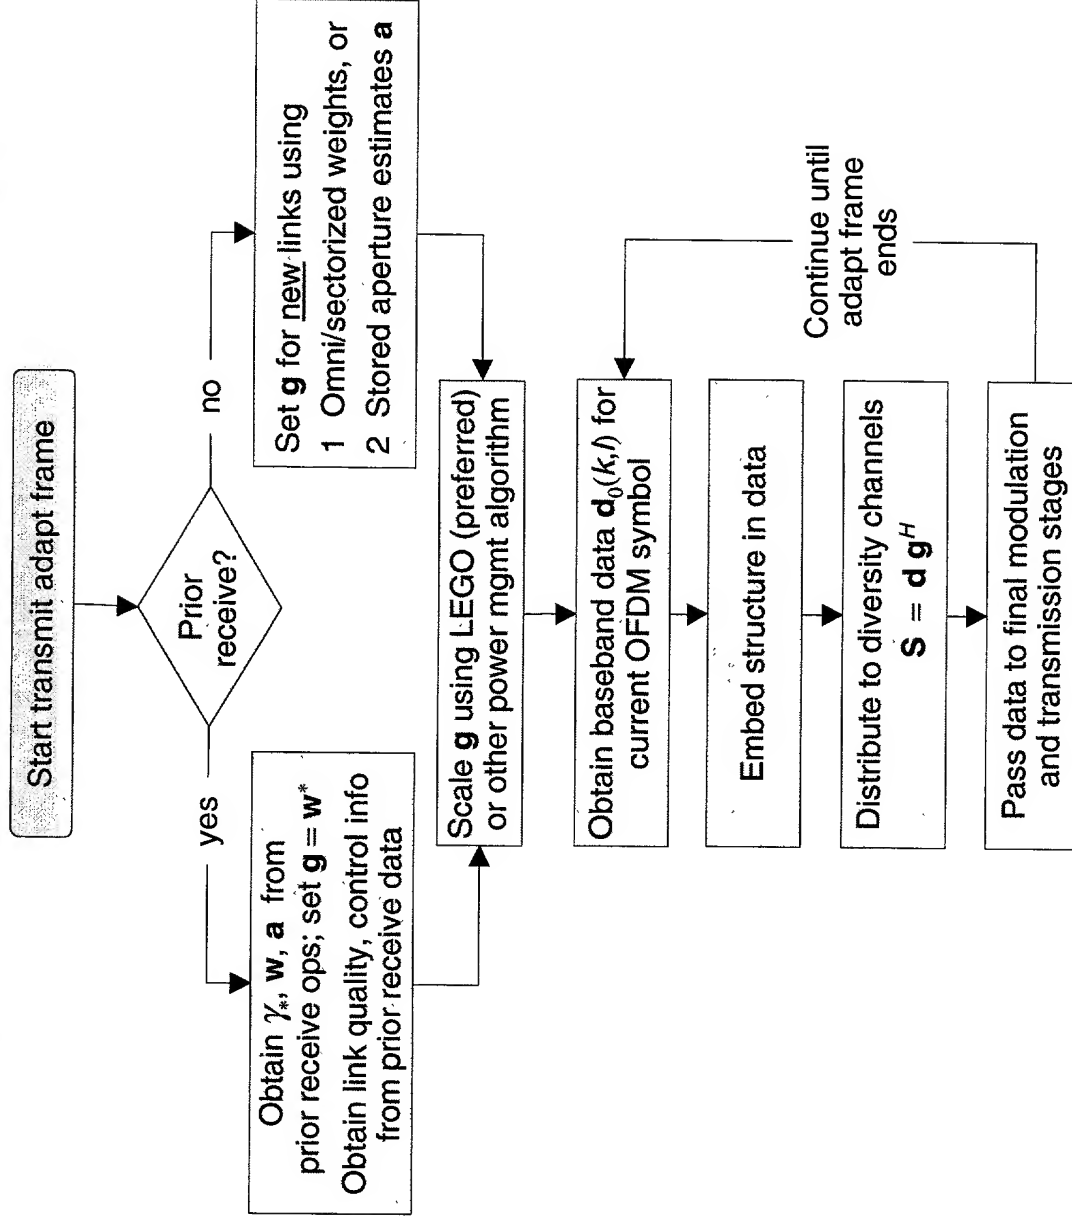 Start transmit adapt frame
Prior
receive?
yes
no
Obtain γ*, w, a from
prior receive ops; set g = w*
Obtain link quality, control info
from prior receive data
Set g for new links using
1 Omni/sectorized weights, or
2 Stored aperture estimates a
Scale g using LEGO (preferred)
or other power mgmt algorithm
Obtain baseband data d₀(k,l) for
current OFDM symbol
Embed structure in data
Distribute to diversity channels
S = d gᴴ
Pass data to final modulation
and transmission stages
Continue until
adapt frame
ends